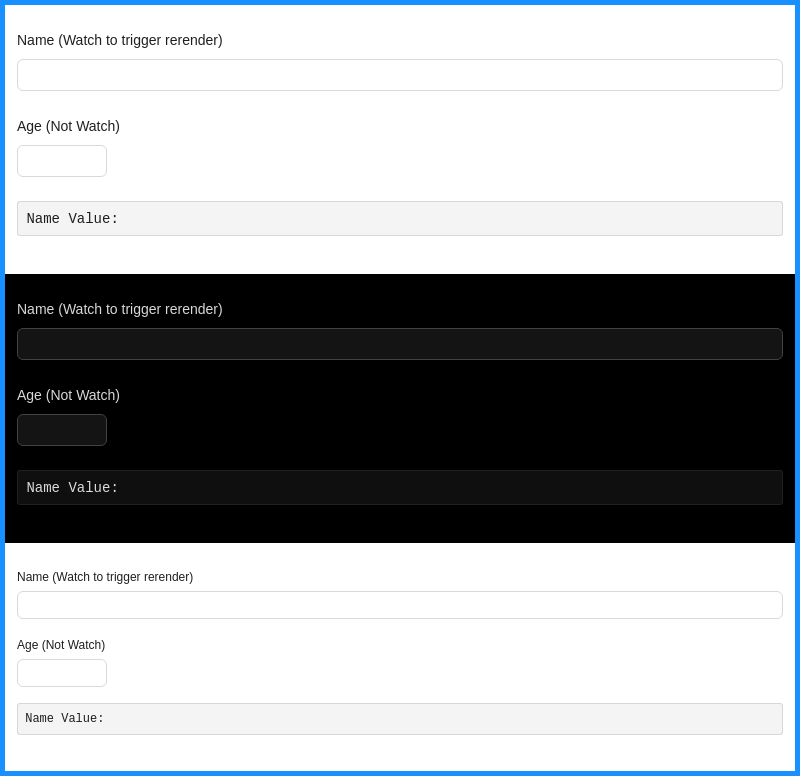 Name (Watch to trigger rerender)
Age (Not Watch)
Name Value:
Name (Watch to trigger rerender)
Age (Not Watch)
Name Value:
Name (Watch to trigger rerender)
Age (Not Watch)
Name Value: